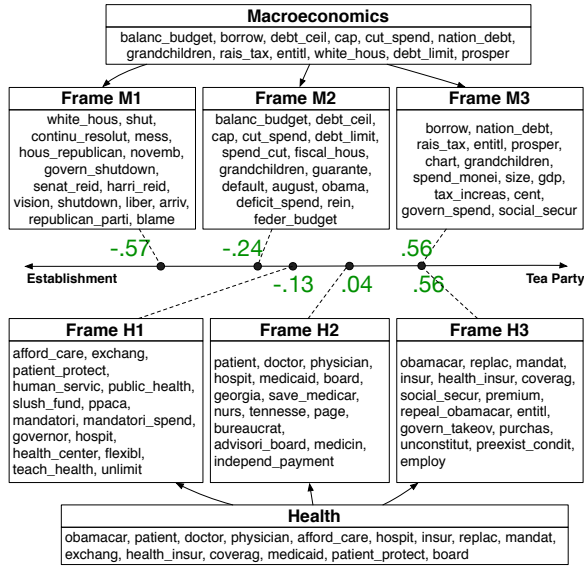 Macroeconomics
balanc_budget, borrow, debt_ceil, cap, cut_spend, nation_debt,
grandchildren, rais_tax, entitl, white_hous, debt_limit, prosper
Frame M1
white_hous, shut,
continu_resolut, mess,
hous_republican, novemb,
govern_shutdown,
senat_reid, harri_reid,
vision, shutdown, liber, arriv,
republican_parti, blame
Frame M2
balanc_budget, debt_ceil,
cap, cut_spend, debt_limit,
spend_cut, fiscal_hous,
grandchildren, guarante,
default, august, obama,
deficit_spend, rein,
feder_budget
Frame M3
borrow, nation_debt,
rais_tax, entitl, prosper,
chart, grandchildren,
spend_monei, size, gdp,
tax_increas, cent,
govern_spend, social_secur
-.57
-.24
.56
Establishment
Tea Party
-.13
.04
.56
Frame H1
afford_care, exchang,
patient_protect,
human_servic, public_health,
slush_fund, ppaca,
mandatori, mandatori_spend,
governor, hospit,
health_center, flexibl,
teach_health, unlimit
Frame H2
patient, doctor, physician,
hospit, medicaid, board,
georgia, save_medicar,
nurs, tennesse, page,
bureaucrat,
advisori_board, medicin,
independ_payment
Frame H3
obamacar, replac, mandat,
insur, health_insur, coverag,
social_secur, premium,
repeal_obamacar, entitl,
govern_takeov, purchas,
unconstitut, preexist_condit,
employ
Health
obamacar, patient, doctor, physician, afford_care, hospit, insur, replac, mandat,
exchang, health_insur, coverag, medicaid, patient_protect, board